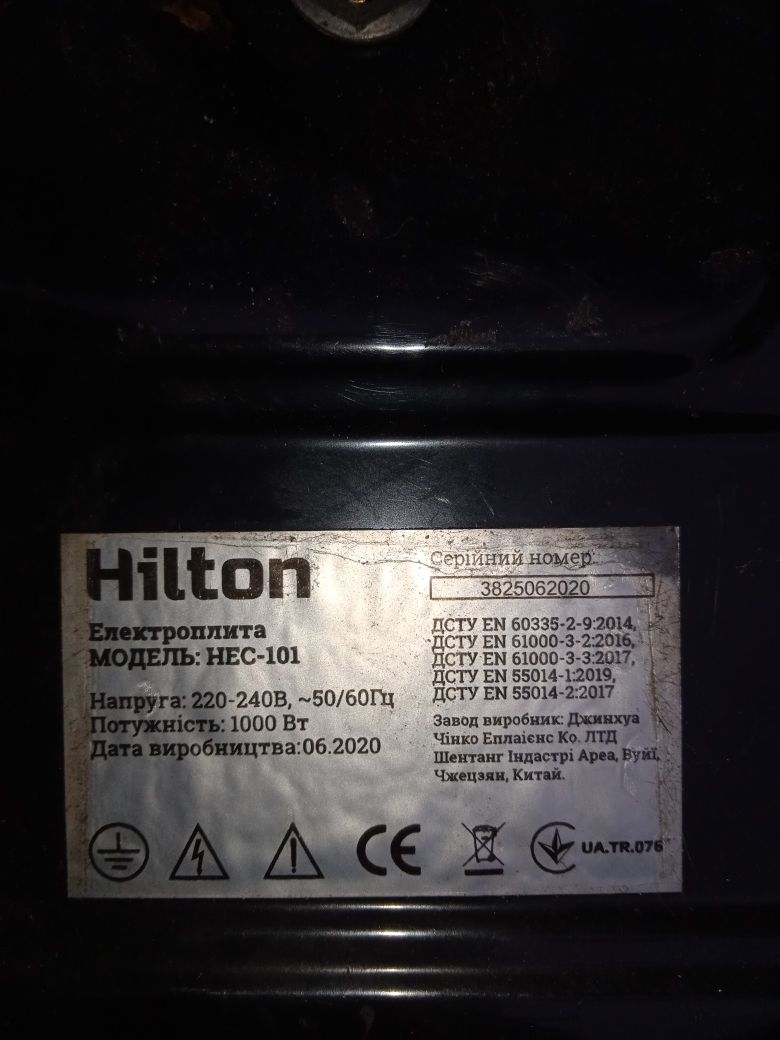 Hilton
Електроплита
МОДЕЛЬ: HEC-101
Напруга: 220-240В, ~50/60Гц
Потужність: 1000 Вт
Дата виробництва:06.2020
Серійний номер
3825062020
ДСТУ EN 60335-2-9:2014,
ДСТУ EN 61000-3-2:2016,
ДСТУ EN 61000-3-3:2017,
ДСТУ EN 55014-1:2019,
ДСТУ EN 55014-2:2017
Завод виробник: Джинхуа
Чінко Еплаієнс Ко. ЛТД
Шентанг Індастрі Ареа, Вуйї,
Чжецзян, Китай.
CE
UA.TR.076